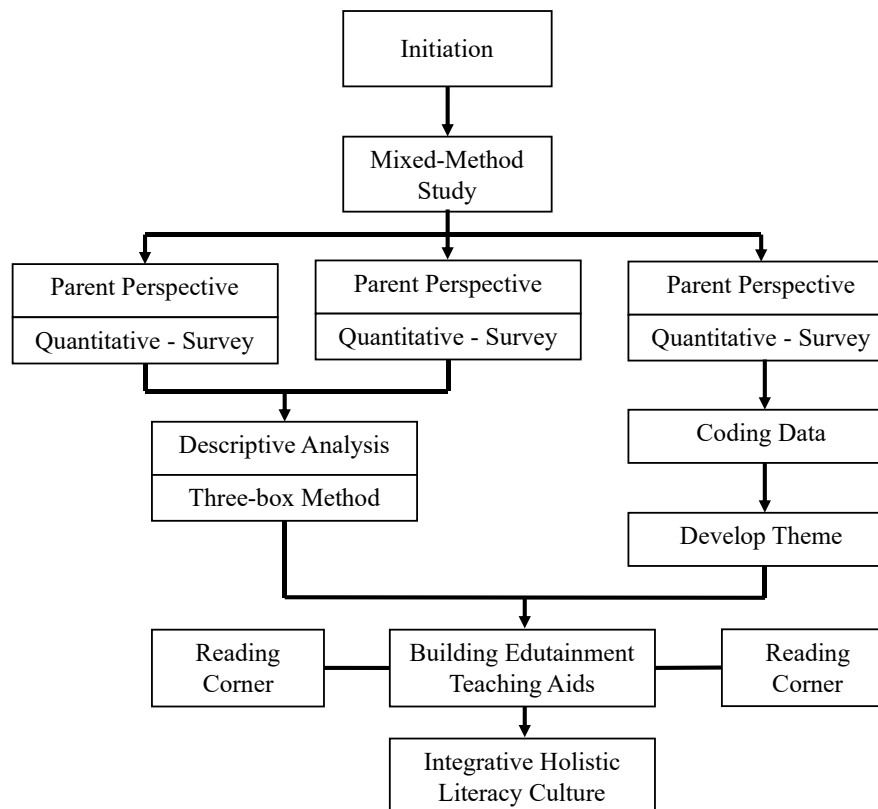 Initiation
Mixed-Method
Study
Parent Perspective
Quantitative - Survey
Parent Perspective
Quantitative - Survey
Parent Perspective
Quantitative - Survey
Descriptive Analysis
Three-box Method
Coding Data
Develop Theme
Reading
Corner
Building Edutainment
Teaching Aids
Reading
Corner
Integrative Holistic
Literacy Culture